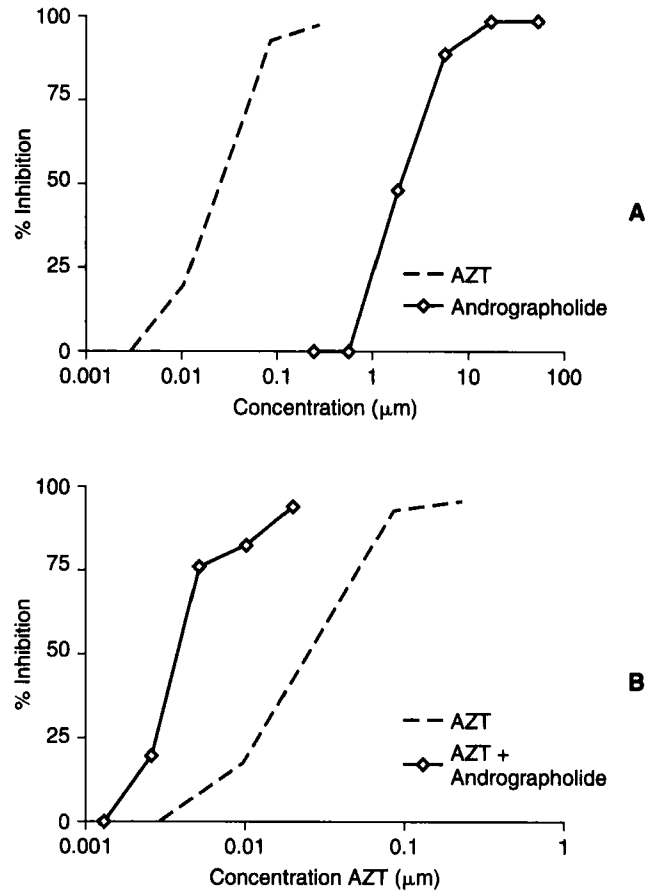 100
75
50
25
0
% Inhibition
AZT
Andrographolide
0.001 0.01 0.1 1 10 100
Concentration (μm)
A
100
75
50
25
0
% Inhibition
AZT
AZT +
Andrographolide
0.001 0.01 0.1 1
Concentration AZT (μm)
B